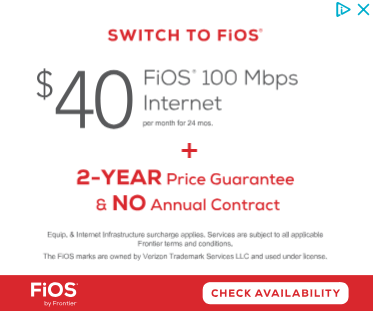 SWITCH TO FiOS®
$40
FiOS® 100 Mbps
Internet
per month for 24 mos.
+
2-YEAR Price Guarantee
& NO Annual Contract
Equip, & Internet Infrastructure surcharge applies. Services are subject to all applicable
Frontier terms and conditions.
The FiOS marks are owned by Verizon Trademark Services LLC and used under license.
FiOS®
by Frontier
CHECK AVAILABILITY